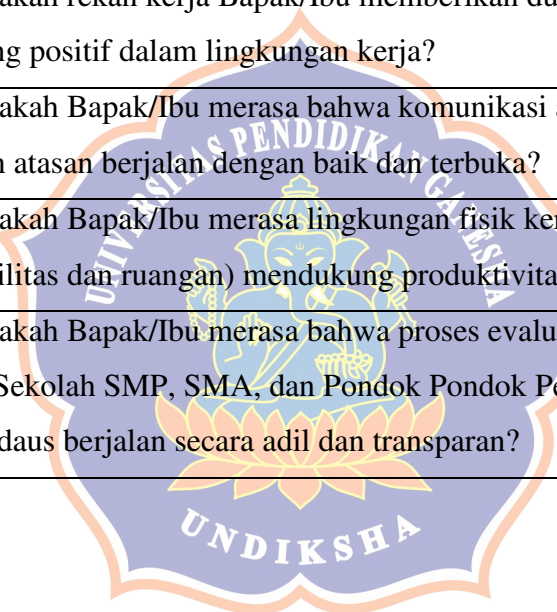 akan rekan kerja Bapak/Ibu memberikan du
ng positif dalam lingkungan kerja?
akah Bapak/Ibu merasa bahwa komunikasi
n atasan berjalan dengan baik dan terbuka?
akah Bapak/Ibu merasa lingkungan fisik ker
ilitas dan ruangan) mendukung produktivita
akah Bapak/Ibu merasa bahwa proses evalu
Sekolah SMP, SMA, dan Pondok Pondok Pe
daus berjalan secara adil dan transparan?
UNIVERSITAS PENDIDIKAN GANESHA
UNDIKSHA